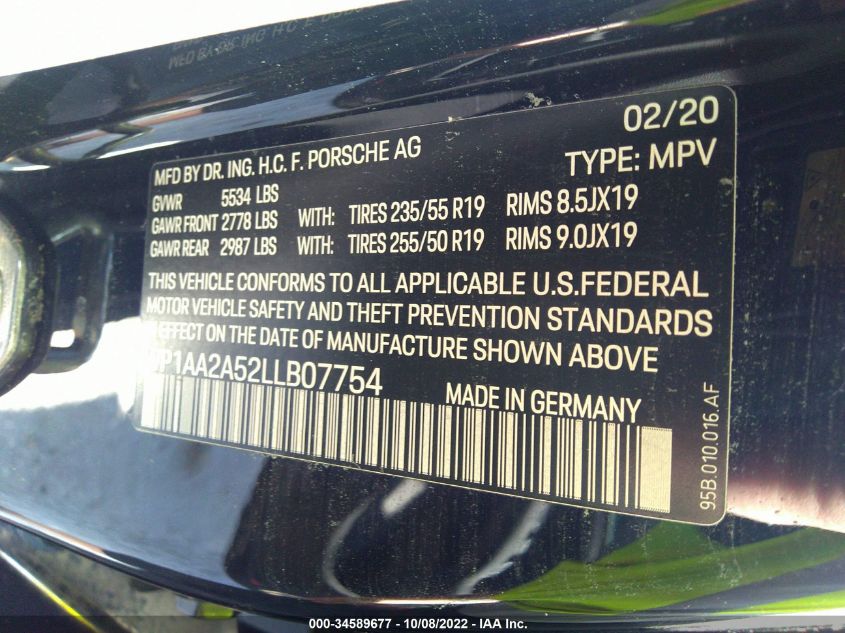 02/20
MFD BY DR. ING. H.C. F. PORSCHE AG
TYPE: MPV
GVWR 5534 LBS
GAWR FRONT 2778 LBS WITH: TIRES 235/55 R19 RIMS 8.5JX19
GAWR REAR 2987 LBS WITH: TIRES 255/50 R19 RIMS 9.0JX19
THIS VEHICLE CONFORMS TO ALL APPLICABLE U.S.FEDERAL
MOTOR VEHICLE SAFETY AND THEFT PREVENTION STANDARDS
IN EFFECT ON THE DATE OF MANUFACTURE SHOWN ABOVE
P1AA2A52LLB07754
MADE IN GERMANY
95B.010.016.AF
000-34589677 - 10/08/2022 - IAA Inc.